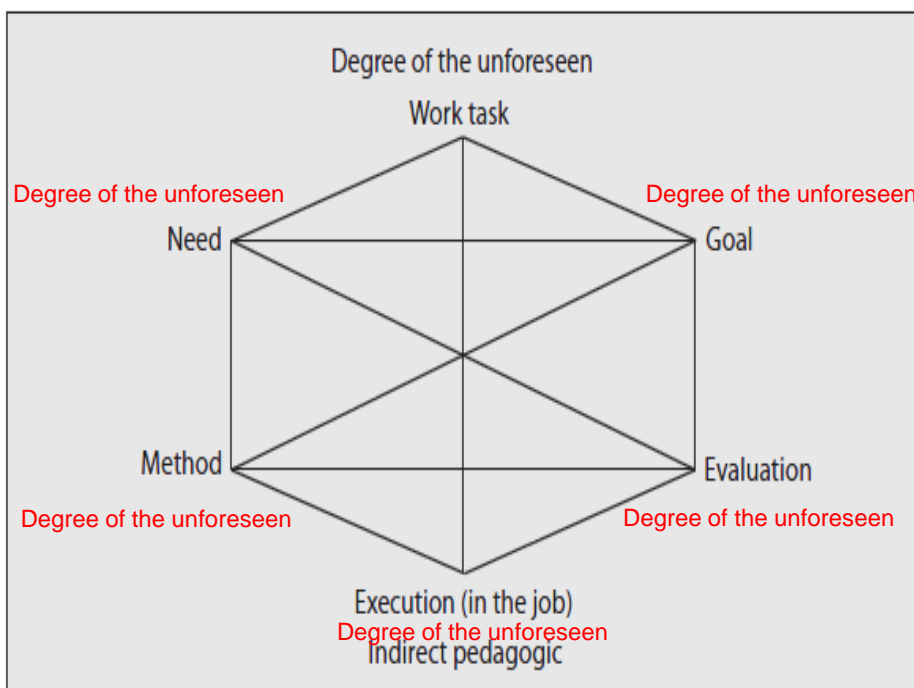 Degree of the unforeseen
Work task
Degree of the unforeseen
Degree of the unforeseen
Need
Goal
Method
Evaluation
Degree of the unforeseen
Degree of the unforeseen
Execution (in the job)
Degree of the unforeseen
Indirect pedagogic